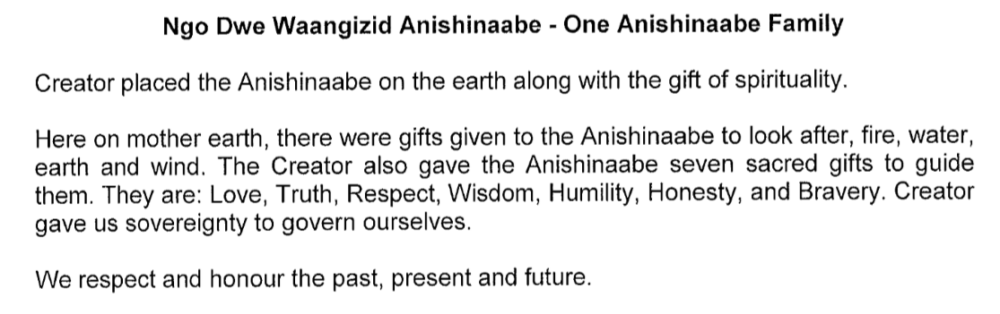 Ngo Dwe Waangizid Anishinaabe - One Anishinaabe Family
Creator placed the Anishinaabe on the earth along with the gift of spirituality.
Here on mother earth, there were gifts given to the Anishinaabe to look after, fire, water,
earth and wind. The Creator also gave the Anishinaabe seven sacred gifts to guide
them. They are: Love, Truth, Respect, Wisdom, Humility, Honesty, and Bravery. Creator
gave us sovereignty to govern ourselves.
We respect and honour the past, present and future.